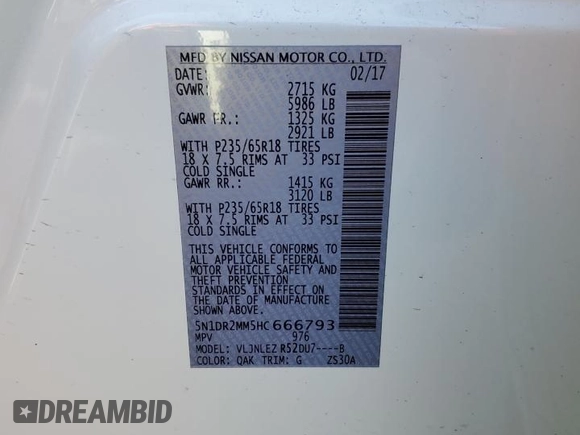 MFD BY NISSAN MOTOR CO., LTD.
DATE: 02/17
GVWR: 2715 KG
5986 LB
GAWR FR.: 1325 KG
2921 LB
WITH P235/65R18 TIRES
18 X 7.5 RIMS AT 33 PSI
COLD SINGLE
GAWR RR.: 1415 KG
3120 LB
WITH P235/65R18 TIRES
18 X 7.5 RIMS AT 33 PSI
COLD SINGLE
THIS VEHICLE CONFORMS TO
ALL APPLICABLE FEDERAL
MOTOR VEHICLE SAFETY AND
THEFT PREVENTION
STANDARDS IN EFFECT ON
THE DATE OF MANUFACTURE
SHOWN ABOVE.
5N1DR2MM5HC666793
MPV 976
MODEL: VLJNLEZ R52DU7----B
COLOR: QAK TRIM: G ZS30A
DREAMBID